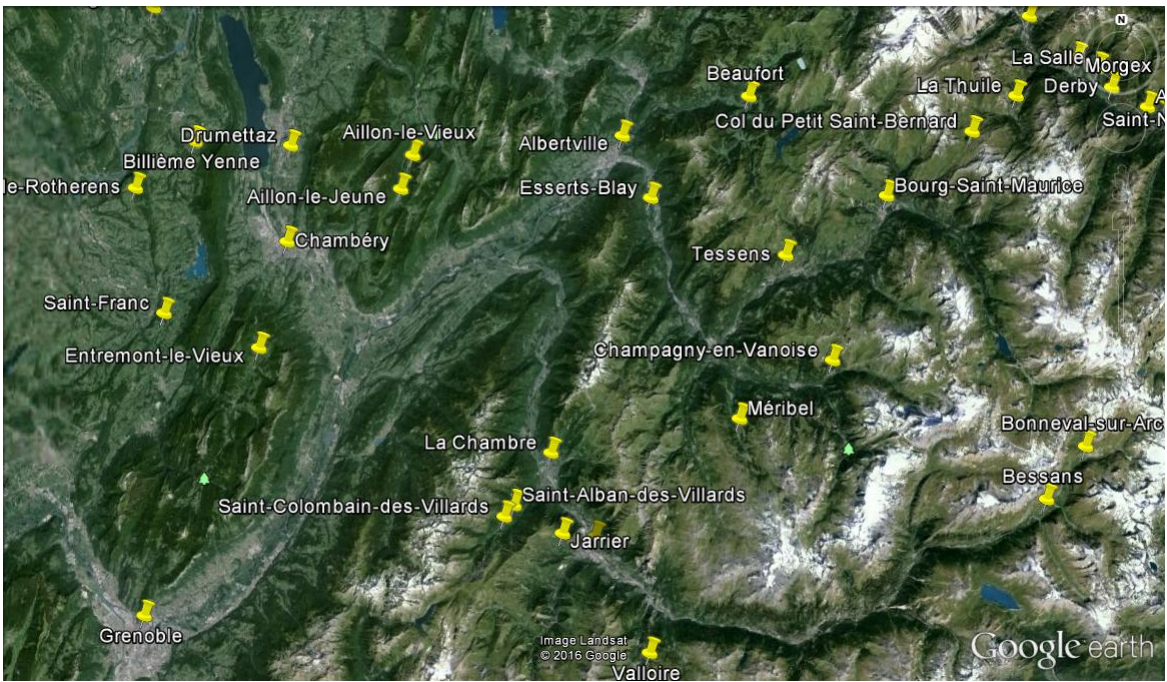 N
La Salle
Morgex
Beaufort
La Thuile
Derby
Col du Petit Saint-Bernard
Saint-N
Drumettaz
Aillon-le-Vieux
Albertville
Billième Yenne
le-Rotherens
Aillon-le-Jeune
Esserts-Blay
Bourg-Saint-Maurice
Chambéry
Tessens
Saint-Franc
Entremont-le-Vieux
Champagny-en-Vanoise
Méribel
Bonneval-sur-Arc
La Chambre
Bessans
Saint-Alban-des-Villards
Saint-Colombain-des-Villards
Jarrier
Grenoble
Image Landsat
© 2016 Google
Google earth
Valloire